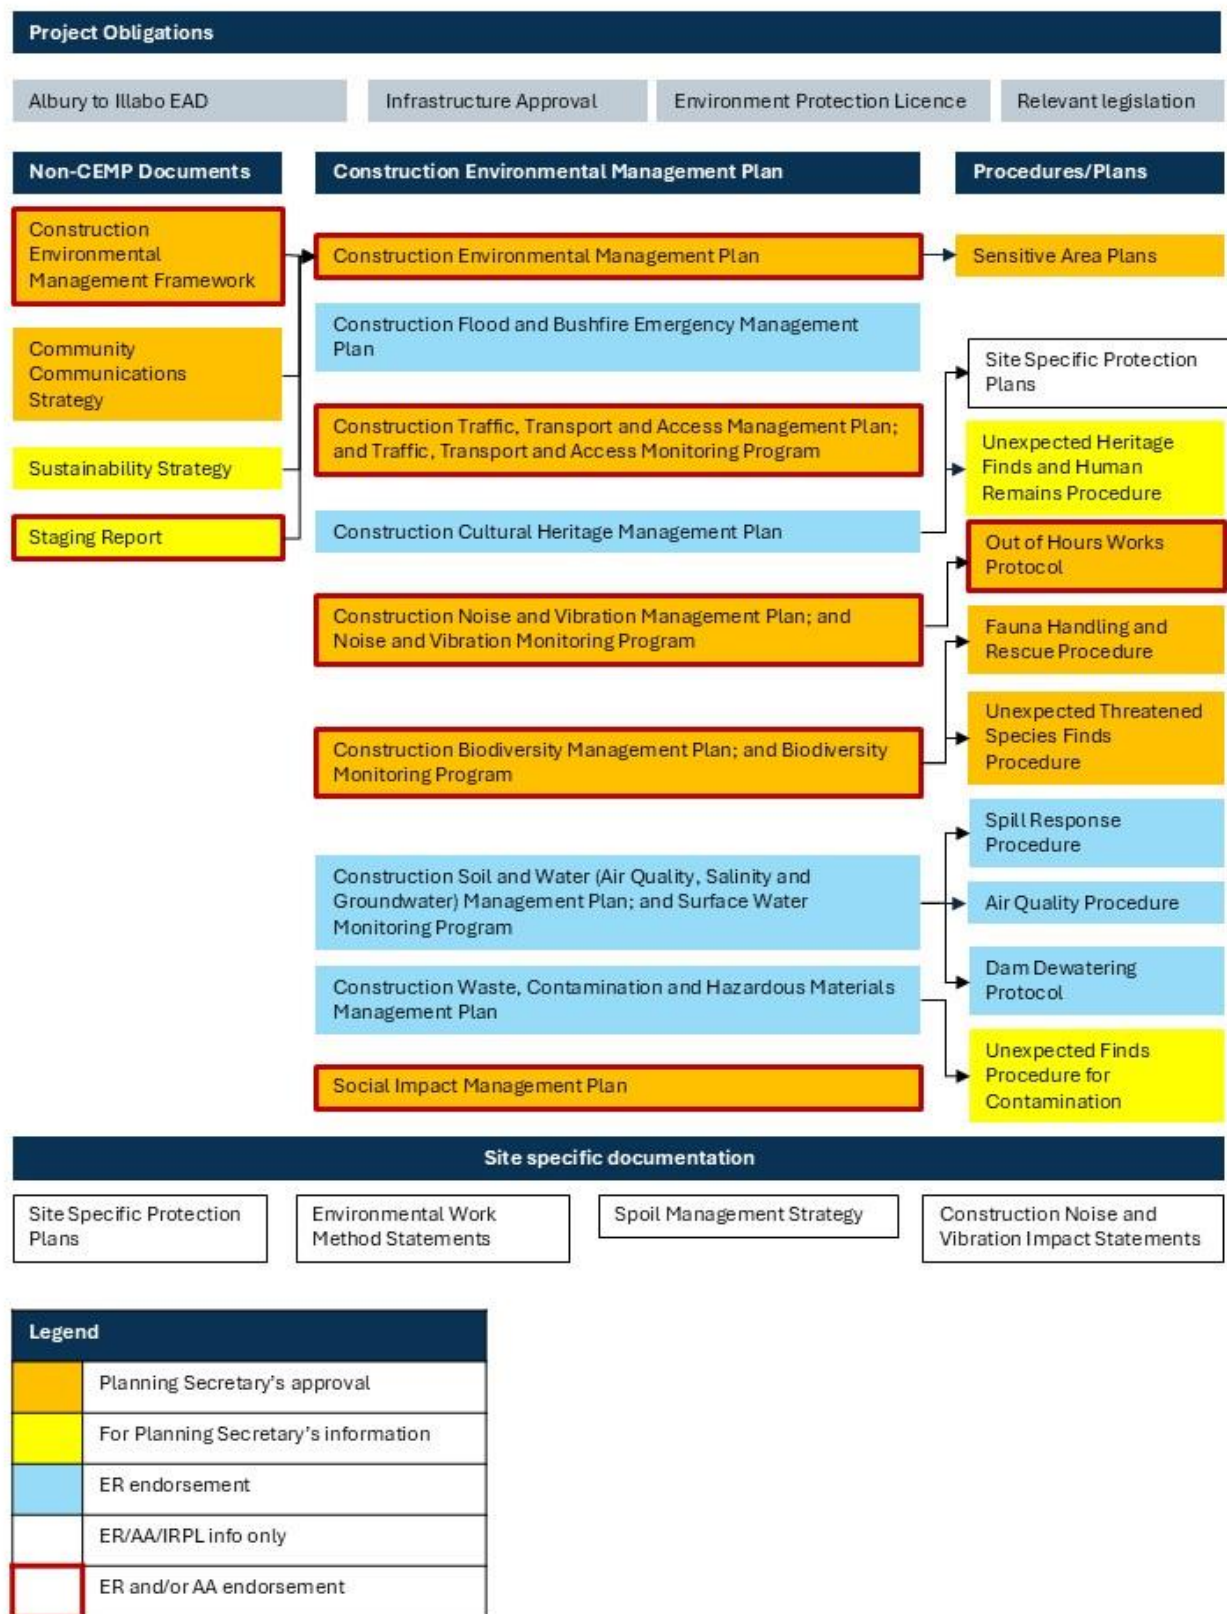 Project Obligations
Albury to Illabo EAD
Infrastructure Approval
Environment Protection Licence
Relevant legislation
Non-CEMP Documents
Construction
Environmental
Management Framework
Community
Communications
Strategy
Sustainability Strategy
Staging Report
Construction Environmental Management Plan
Construction Environmental Management Plan
Construction Flood and Bushfire Emergency Management
Plan
Construction Traffic, Transport and Access Management Plan;
and Traffic, Transport and Access Monitoring Program
Construction Cultural Heritage Management Plan
Construction Noise and Vibration Management Plan; and
Noise and Vibration Monitoring Program
Construction Biodiversity Management Plan; and Biodiversity
Monitoring Program
Construction Soil and Water (Air Quality, Salinity and
Groundwater) Management Plan; and Surface Water
Monitoring Program
Construction Waste, Contamination and Hazardous Materials
Management Plan
Social Impact Management Plan
Procedures/Plans
Sensitive Area Plans
Site Specific Protection
Plans
Unexpected Heritage
Finds and Human
Remains Procedure
Out of Hours Works
Protocol
Fauna Handling and
Rescue Procedure
Unexpected Threatened
Species Finds
Procedure
Spill Response
Procedure
Air Quality Procedure
Dam Dewatering
Protocol
Unexpected Finds
Procedure for
Contamination
Site specific documentation
Site Specific Protection
Plans
Environmental Work
Method Statements
Spoil Management Strategy
Construction Noise and
Vibration Impact Statements
Legend
Planning Secretary's approval
For Planning Secretary's information
ER endorsement
ER/AA/IRPL info only
ER and/or AA endorsement